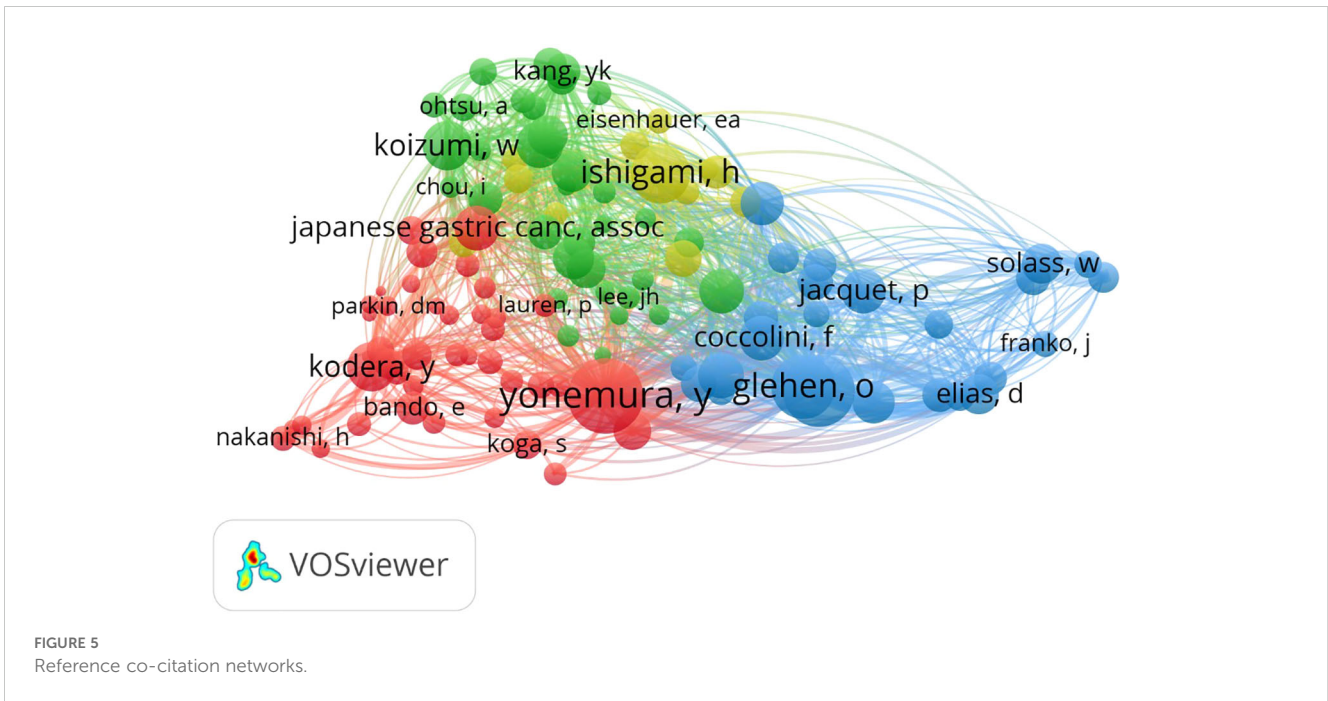 kang, yk
ohtsu, a
eisenhauer, ea
koizumi, w
ishigami, h
chou, i
japanese gastric canc, assoc
solass, w
jacquet, p
parkin, dm
lauren, p
lee, jh
coccolini, f
franko, j
kodera, y
yonemura, y
glehen, o
elias, d
bando, e
nakanishi, h
koga, s
VOSviewer
FIGURE 5
Reference co-citation networks.